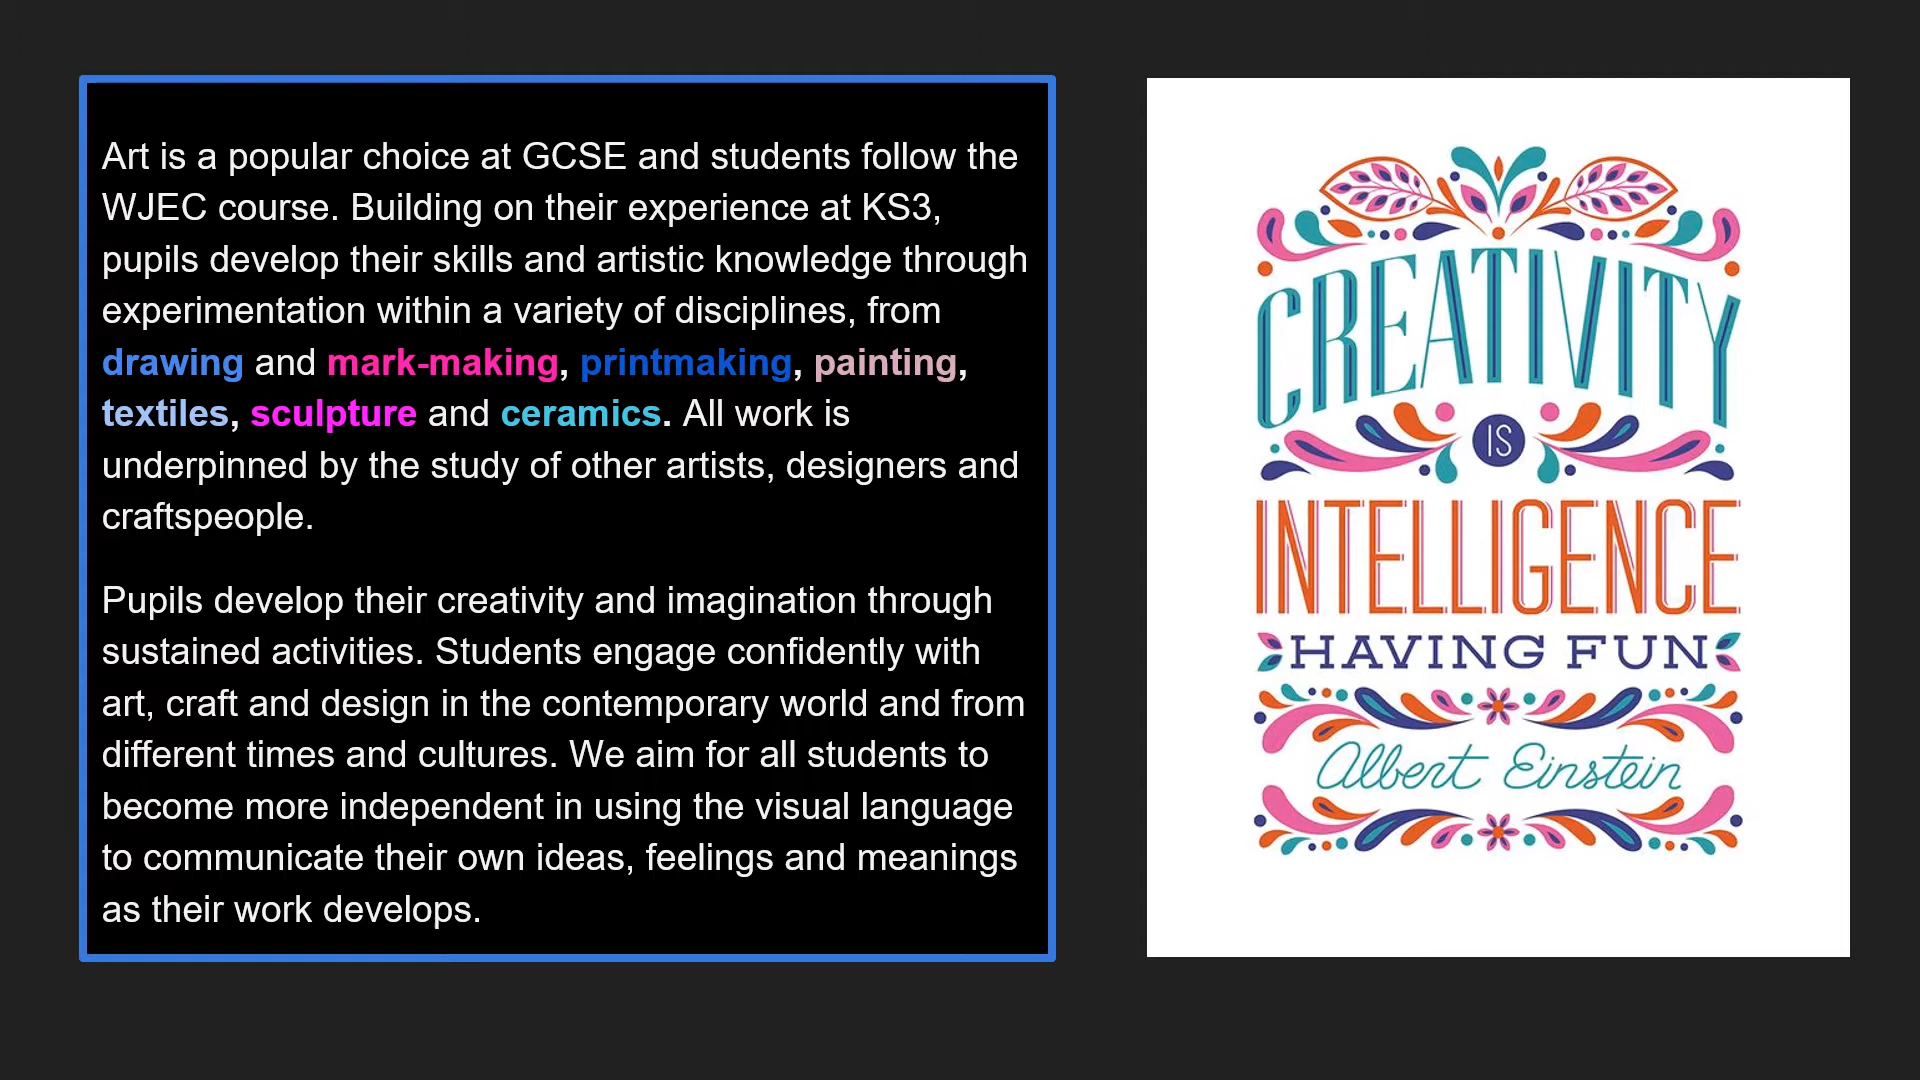 Art is a popular choice at GCSE and students follow the
WJEC course. Building on their experience at KS3,
pupils develop their skills and artistic knowledge through
experimentation within a variety of disciplines, from
drawing and mark-making, printmaking, painting,
textiles, sculpture and ceramics. All work is
underpinned by the study of other artists, designers and
craftspeople.
Pupils develop their creativity and imagination through
sustained activities. Students engage confidently with
art, craft and design in the contemporary world and from
different times and cultures. We aim for all students to
become more independent in using the visual language
to communicate their own ideas, feelings and meanings
as their work develops.
CREATIVITY
IS
INTELLIGENCE
HAVING FUN
Albert Einstein